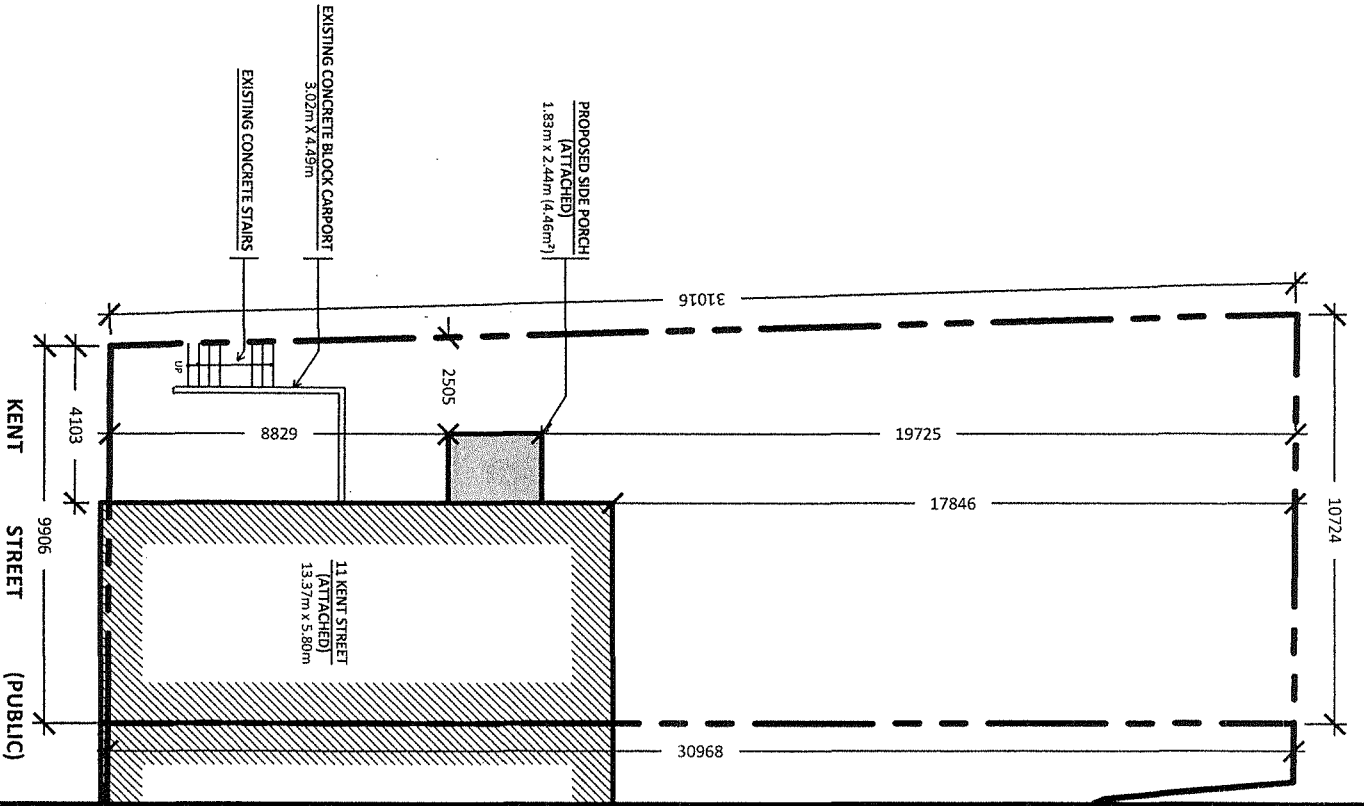 EXISTING CONCRETE BLOCK CARPORT
3.02m X 4.49m
EXISTING CONCRETE STAIRS
PROPOSED SIDE PORCH
(ATTACHED)
1.83m x 2.44m (4.46m²)
31016
UP
2505
4103
8829
19725
10724
17846
9906
11 KENT STREET
(ATTACHED)
13.37m x 5.80m
30968
KENT STREET (PUBLIC)